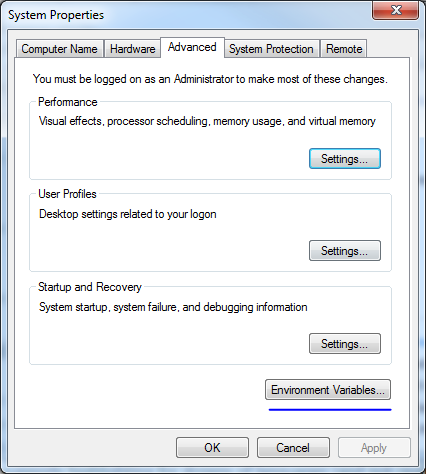 System Properties
Computer Name Hardware Advanced System Protection Remote
You must be logged on as an Administrator to make most of these changes.
Performance
Visual effects, processor scheduling, memory usage, and virtual memory
Settings...
User Profiles
Desktop settings related to your logon
Settings...
Startup and Recovery
System startup, system failure, and debugging information
Settings...
Environment Variables...
OK Cancel Apply